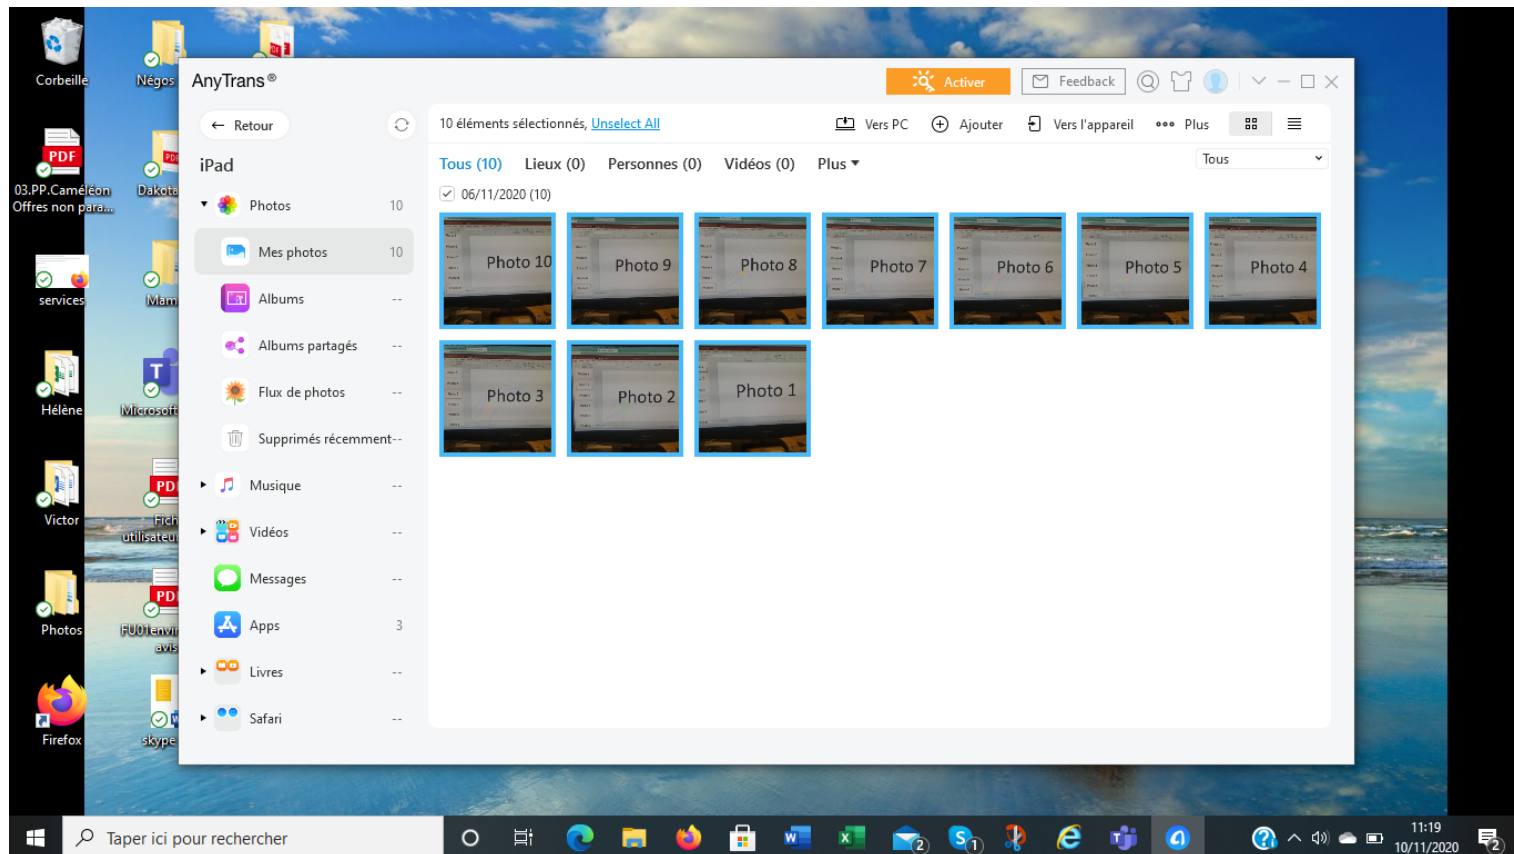 Corbeille
Négos
03.PP.Caméléon
Offres non para...
Dakota
services
Mam
Hélène
Microsoft
Victor
Fich
utilisateu
Photos
FU01envi
avis
Firefox
skype
PDF
AnyTrans®
Activer
Feedback
← Retour
10 éléments sélectionnés, Unselect All
Vers PC
Ajouter
Vers l'appareil
Plus
iPad
Tous (10)
Lieux (0)
Personnes (0)
Vidéos (0)
Plus
Tous
06/11/2020 (10)
Photos 10
Mes photos 10
Albums --
Albums partagés --
Flux de photos --
Supprimés récemment--
Musique --
Vidéos --
Messages --
Apps 3
Livres --
Safari --
Photo 10
Photo 9
Photo 8
Photo 7
Photo 6
Photo 5
Photo 4
Photo 3
Photo 2
Photo 1
Taper ici pour rechercher
11:19
10/11/2020